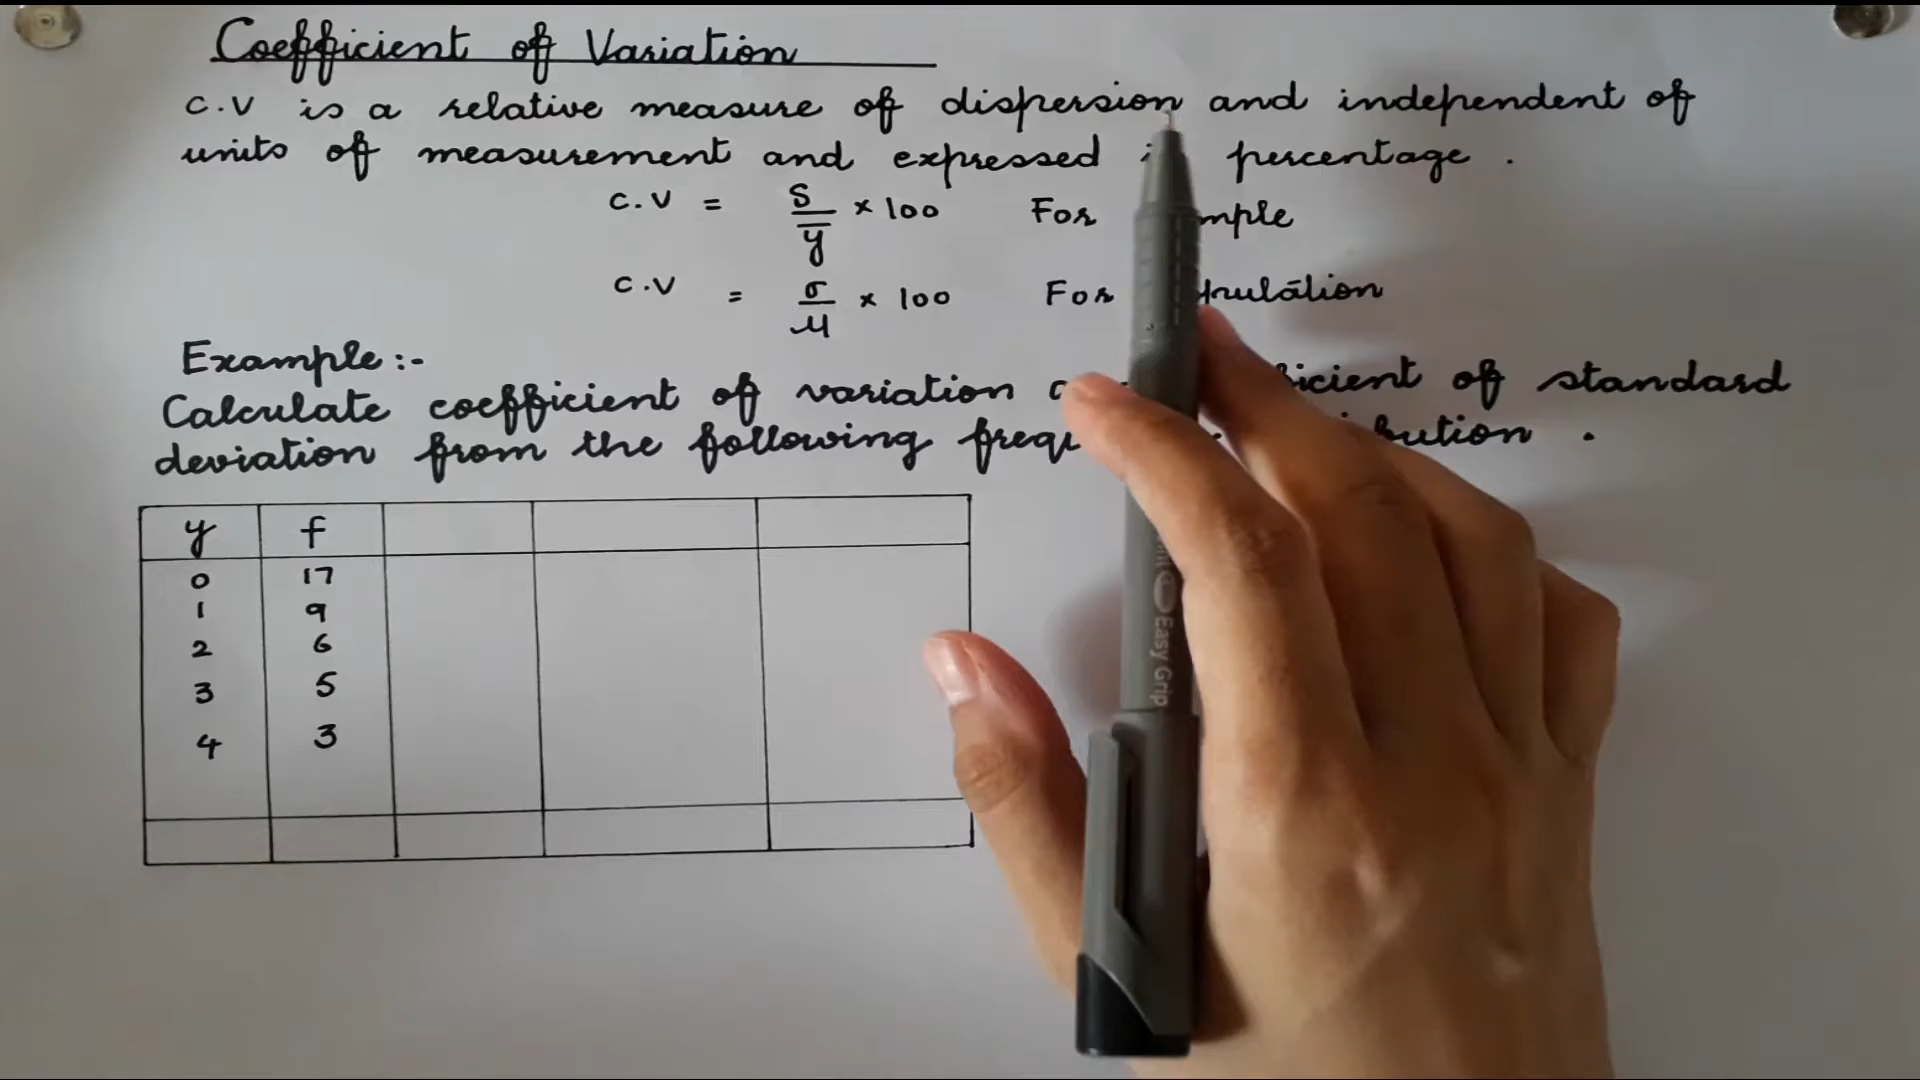 Coefficient of Variation
C.V is a relative measure of dispersion and independent of
units of measurement and expressed percentage .
C.V = S / ȳ × 100 For
C.V = σ / μ × 100 For
Example :-
Calculate coefficient of variation of standard
deviation from the following
y f
0 17
1 9
2 6
3 5
4 3
Easy Grip